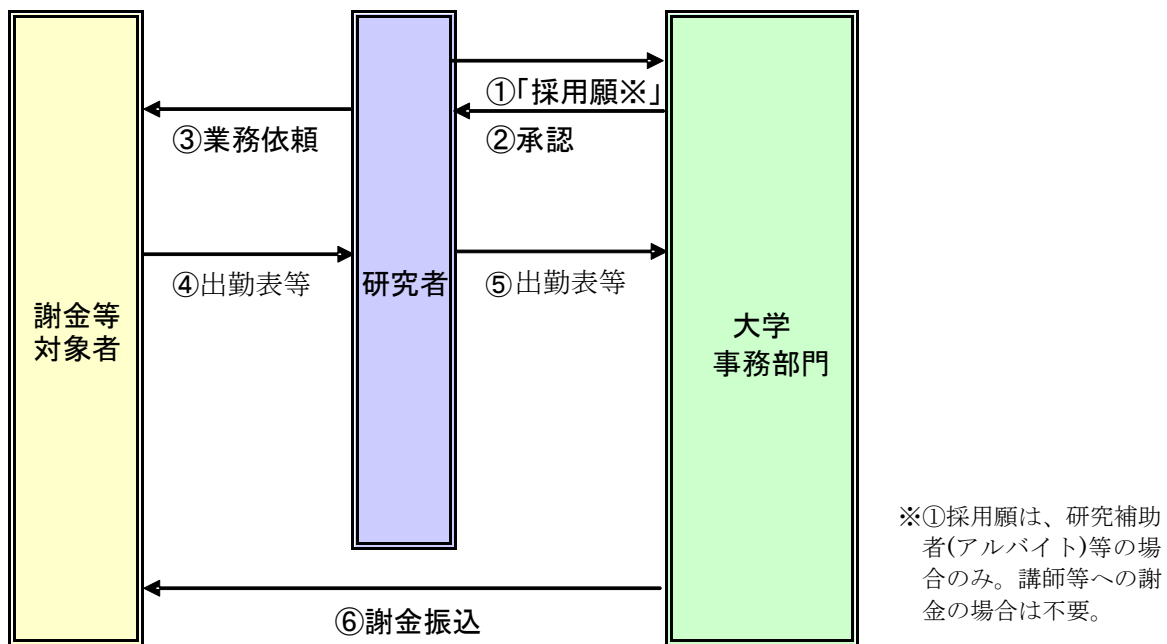 ①「採用願※」
③業務依頼
②承認
④出勤表等
研究者
⑤出勤表等
謝金等
対象者
大学
事務部門
※①採用願は、研究補助
者(アルバイト)等の場
合のみ。講師等への謝
金の場合は不要。
⑥謝金振込